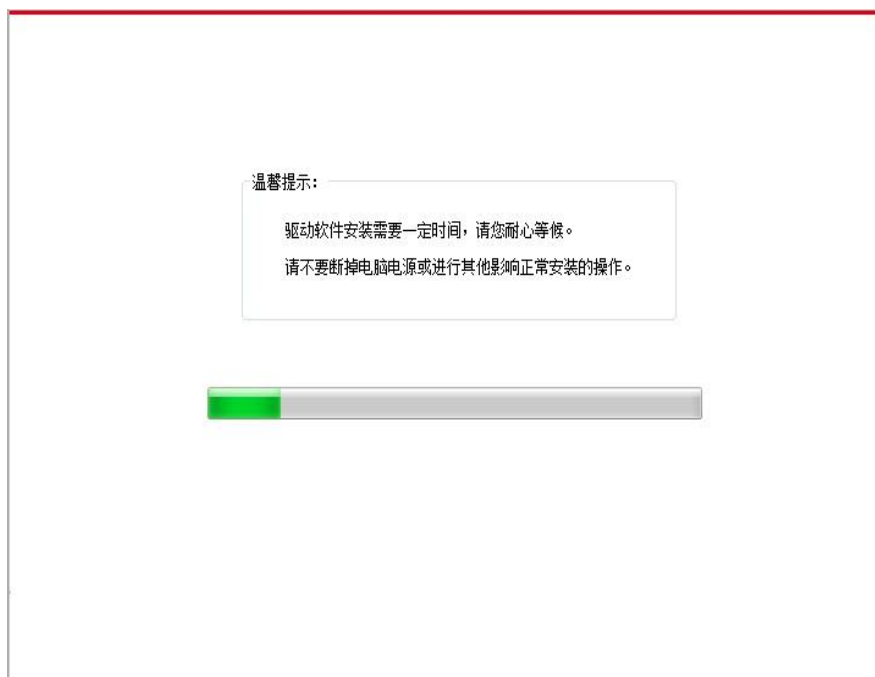 温馨提示：
驱动软件安装需要一定时间，请您耐心等候。
请不要断掉电脑电源或进行其他影响正常安装的操作。